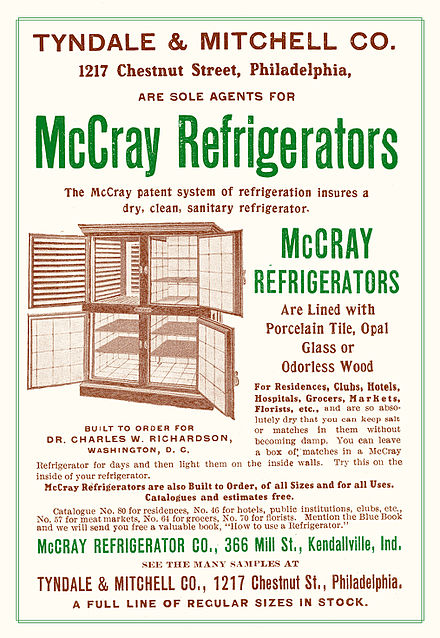 TYNDALE & MITCHELL CO.
1217 Chestnut Street, Philadelphia,
ARE SOLE AGENTS FOR
McCray Refrigerators
The McCray patent system of refrigeration insures a
dry, clean, sanitary refrigerator.
McCRAY
REFRIGERATORS
Are Lined with
Porcelain Tile, Opal
Glass or
Odorless Wood
For Residences, Clubs, Hotels,
Hospitals, Grocers, Markets,
Florists, etc., and are so abso-
lutely dry that you can keep salt
or matches in them without
becoming damp. You can leave
a box of matches in a McCray
BUILT TO ORDER FOR
DR. CHARLES W. RICHARDSON,
WASHINGTON, D. C.
Refrigerator for days and then light them on the inside walls. Try this on the
inside of your refrigerator.
McCray Refrigerators are also Built to Order, of all Sizes and for all Uses.
Catalogues and estimates free.
Catalogue No. 80 for residences, No. 46 for hotels, public institutions, clubs, etc.,
No. 57 for meat markets, No. 64 for grocers, No. 70 for florists. Mention the Blue Book
and we will send you free a valuable book, "How to use a Refrigerator."
McCRAY REFRIGERATOR CO., 366 Mill St., Kendallville, Ind.
SEE THE MANY SAMPLES AT
TYNDALE & MITCHELL CO., 1217 Chestnut St., Philadelphia.
A FULL LINE OF REGULAR SIZES IN STOCK.